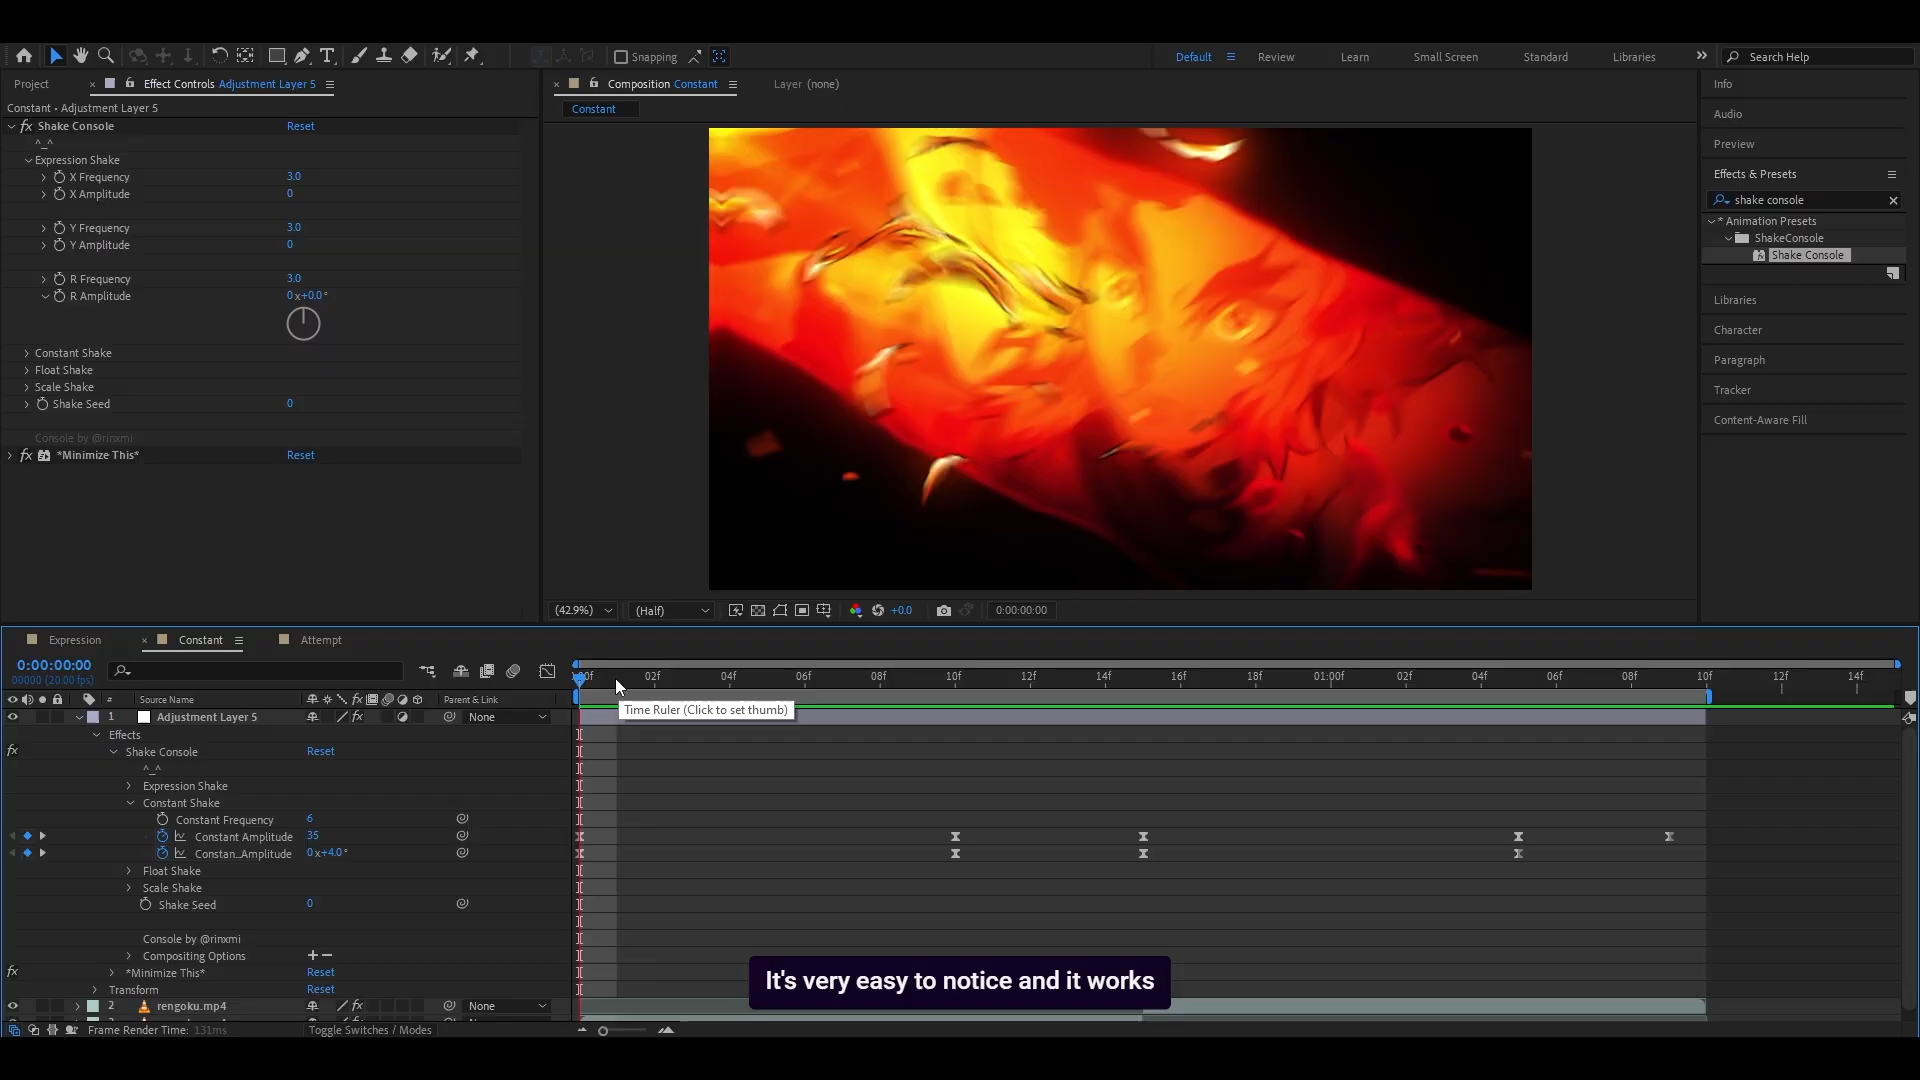 Snapping
Default
Review
Learn
Small Screen
Standard
Libraries
Search Help
Project
Effect Controls Adjustment Layer 5
Composition Constant
Layer (none)
Info
Constant • Adjustment Layer 5
Constant
Audio
Shake Console Reset
^_^
Preview
Expression Shake
Effects & Presets
X Frequency 3.0
X Amplitude 0
shake console
* Animation Presets
Y Frequency 3.0
ShakeConsole
Y Amplitude 0
Shake Console
R Frequency 3.0
R Amplitude 0x+0.0°
Libraries
Character
Constant Shake
Paragraph
Float Shake
Scale Shake
Tracker
Shake Seed 0
Content-Aware Fill
Console by @rinxmi
*Minimize This* Reset
(42.9%) (Half) +0.0 0:00:00:00
Expression Constant Attempt
0:00:00:00
00000 (20.00 fps)
02f 04f 06f 08f 10f 12f 14f 16f 18f 01:00f 02f 04f 06f 08f 10f 12f 14f
# Source Name Parent & Link
Time Ruler (Click to set thumb)
1 Adjustment Layer 5 None
Effects
Shake Console Reset
^_^
Expression Shake
Constant Shake
Constant Frequency 6
Constant Amplitude 35
Constan...Amplitude 0x+4.0°
Float Shake
Scale Shake
Shake Seed 0
Console by @rinxmi
Compositing Options + −
*Minimize This* Reset
It's very easy to notice and it works
Transform Reset
2 rengoku.mp4 None
Frame Render Time: 131ms
Toggle Switches / Modes